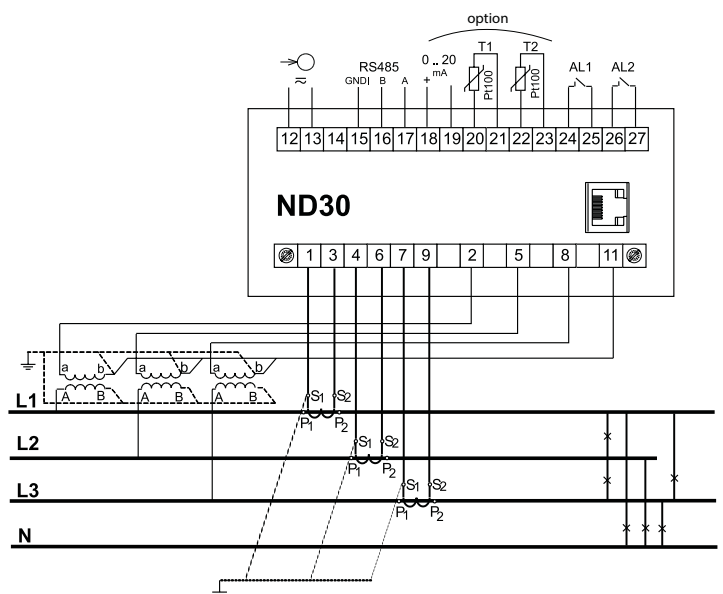 option
T1 T2
RS485 0 .. 20 mA AL1 AL2
GND B A + Pt100 Pt100
≂
12 13 14 15 16 17 18 19 20 21 22 23 24 25 26 27
ND30
1 3 4 6 7 9 2 5 8 11
a b a b a b
A B A B A B
L1 S1 S2
P1 P2
L2 S1 S2
P1 P2
L3 S1 S2
P1 P2
N